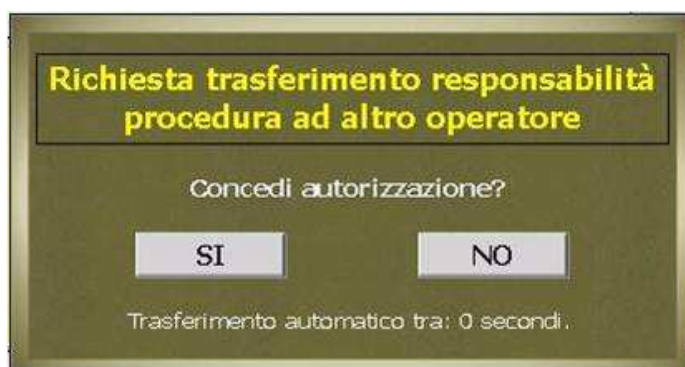 Richiesta trasferimento responsabilità
procedura ad altro operatore
Concedi autorizzazione?
SI NO
Trasferimento automatico tra: 0 secondi.